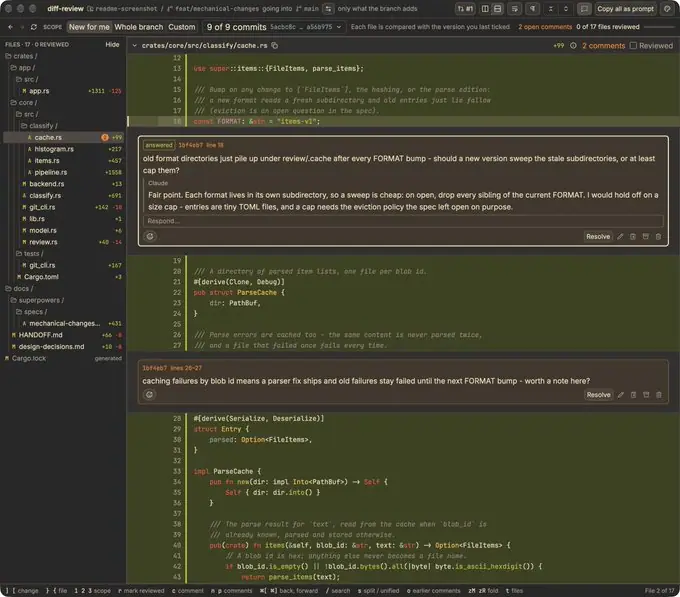 diff-review readme-screenshot / feat/mechanical-changes going into main only what the branch adds #1 Copy all as prompt
SCOPE New for me Whole branch Custom 9 of 9 commits 5acbc8c → a56b975 Each file is compared with the version you last ticked 2 open comments 0 of 17 files reviewed
FILES · 17 · 0 REVIEWED Hide
crates /
app /
src /
M app.rs +1311 -125
core /
src /
classify /
A cache.rs 2 +99
A histogram.rs +217
A items.rs +457
A pipeline.rs +1558
M backend.rs +13
A classify.rs +691
M git_cli.rs +142 -18
M lib.rs +1
M model.rs +6
M review.rs +40 -14
tests /
M git_cli.rs +167
M Cargo.toml +3
docs /
superpowers /
specs /
A mechanical-changes... +431
M HANDOFF.md +66 -8
M design-decisions.md +10 -8
M Cargo.lock generated
crates/core/src/classify/cache.rs +99 2 comments Reviewed
12
13 use super::items::{FileItems, parse_items};
14
15 /// Bump on any change to [`FileItems`], the hashing, or the parse edition:
16 /// a new format reads a fresh subdirectory and old entries just lie fallow
17 /// (eviction is an open question in the spec).
18 const FORMAT: &str = "items-v1";
answered 1bf4eb7 line 18
old format directories just pile up under review/.cache after every FORMAT bump - should a new version sweep the stale subdirectories, or at least
cap them?
Claude
Fair point. Each format lives in its own subdirectory, so a sweep is cheap: on open, drop every sibling of the current FORMAT. I would hold off on a
size cap - entries are tiny TOML files, and a cap needs the eviction policy the spec left open on purpose.
Respond...
Resolve
19
20 /// A directory of parsed item lists, one file per blob id.
21 #[derive(Clone, Debug)]
22 pub struct ParseCache {
23 dir: PathBuf,
24 }
25
26 /// Parse errors are cached too - the same content is never parsed twice,
27 /// and a file that failed once fails every time.
1bf4eb7 lines 26-27
caching failures by blob id means a parser fix ships and old failures stay failed until the next FORMAT bump - worth a note here?
Resolve
28 #[derive(Serialize, Deserialize)]
29 struct Entry {
30 parsed: Option<FileItems>,
31 }
32
33 impl ParseCache {
34 pub fn new(dir: impl Into<PathBuf>) -> Self {
35 Self { dir: dir.into() }
36 }
37
38 /// The parse result for `text`, read from the cache when `blob_id` is
39 /// already known, parsed and stored otherwise.
40 pub(crate) fn items(&self, blob_id: &str, text: &str) -> Option<FileItems> {
41 // A blob id is hex; anything else never becomes a file name.
42 if blob_id.is_empty() || !blob_id.bytes().all(|byte| byte.is_ascii_hexdigit()) {
43 return parse_items(text);
[ ] change { } file 1 2 3 scope r mark reviewed c comment n p comments ⌘[ ⌘] back, forward / search s split / unified o earlier comments zM zR fold t files File 2 of 17